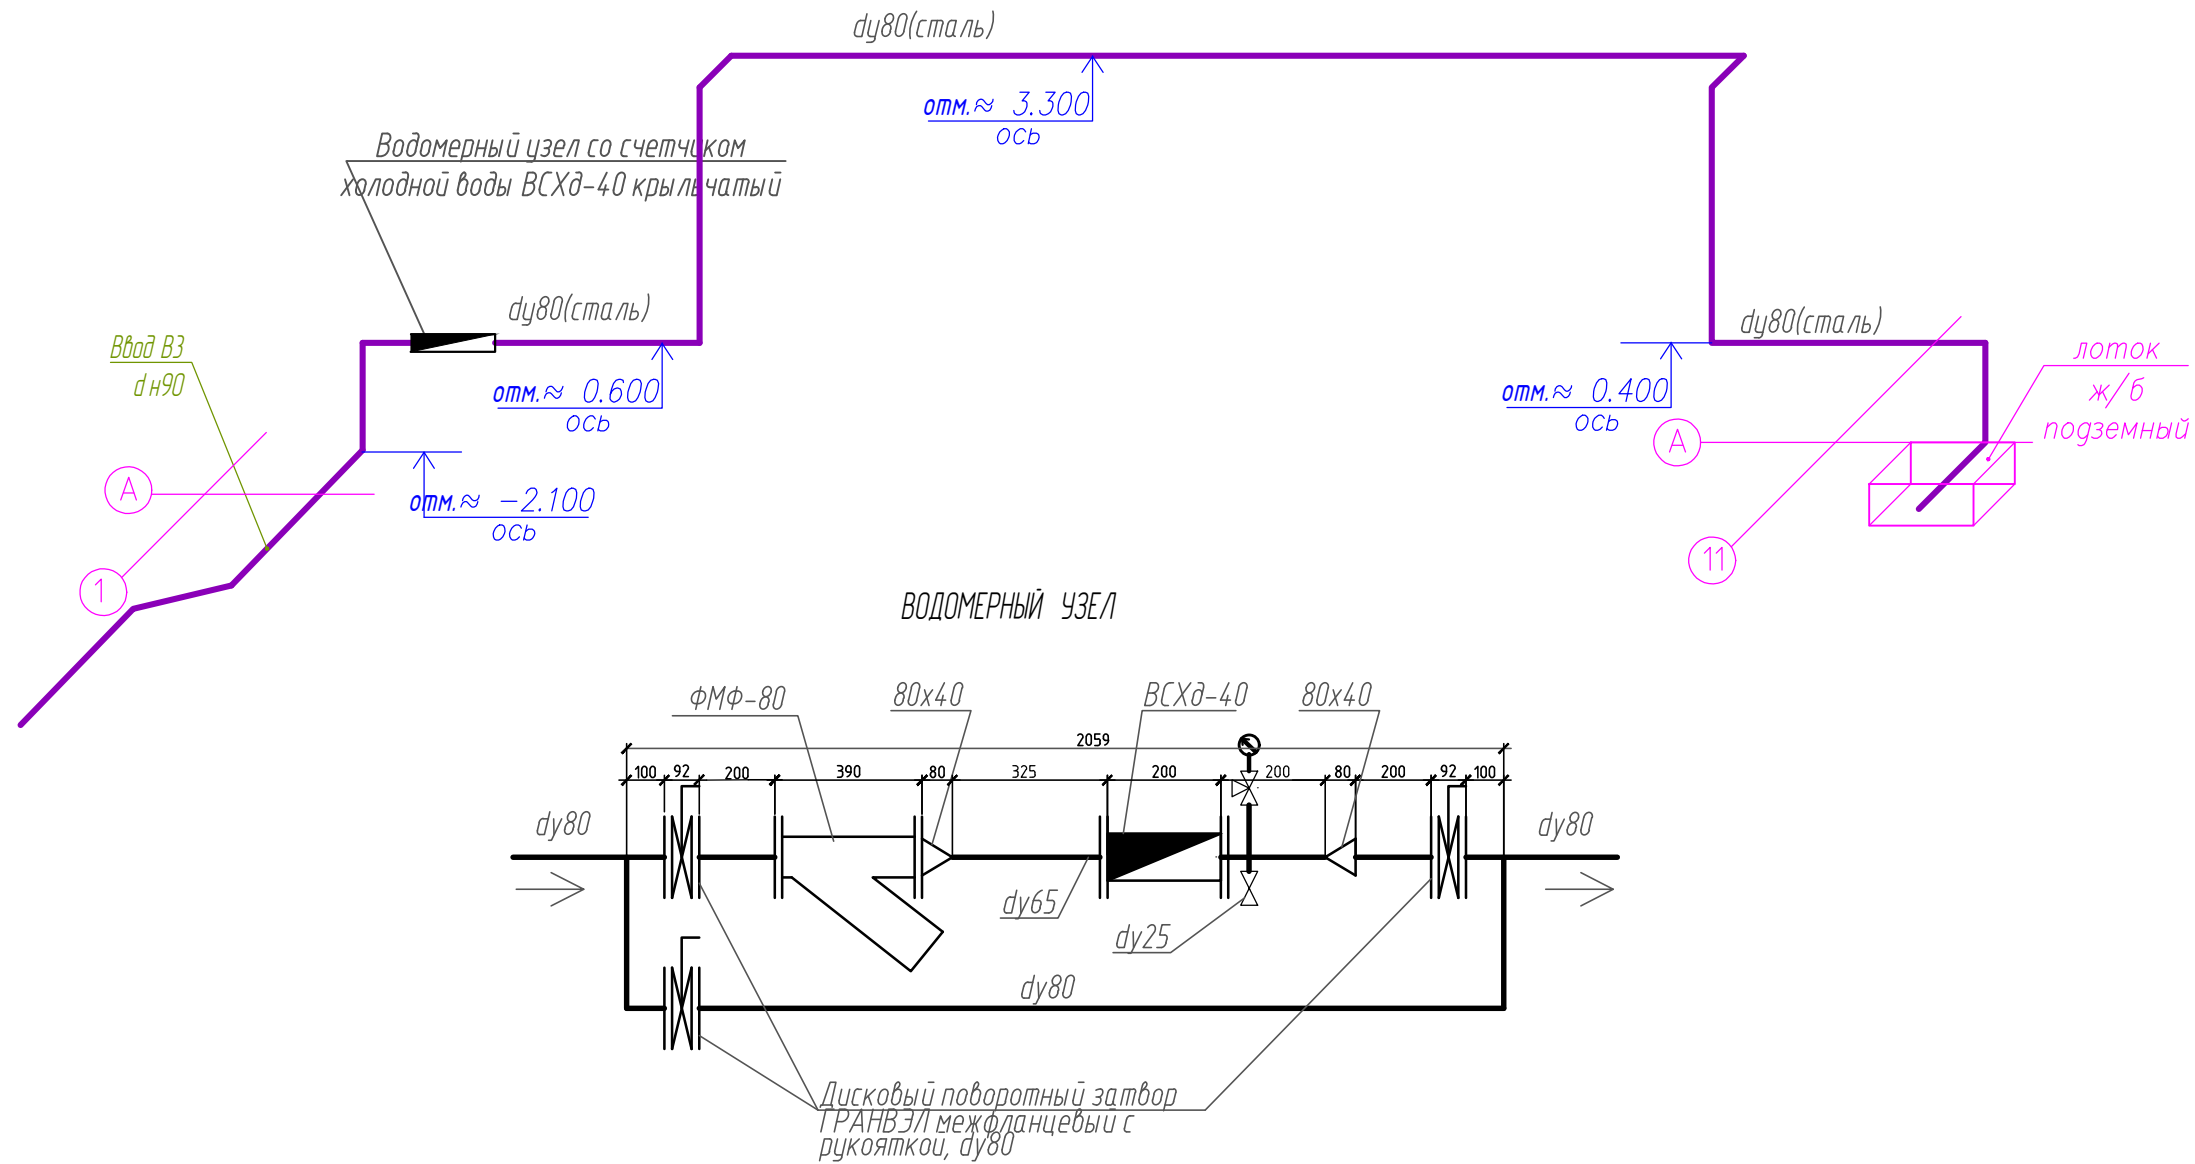 dy80(сталь)
отм.≈ 3.300
ось
Водомерный узел со счетчиком
холодной воды ВСХд-40 крыльчатый
dy80(сталь)
dy80(сталь)
Ввод В3
dн90
отм.≈ 0.600
ось
отм.≈ 0.400
ось
лоток
ж/б
подземный
А
А
отм.≈ -2.100
ось
1
11
ВОДОМЕРНЫЙ УЗЕЛ
ФМФ-80
80х40
ВСХд-40
80х40
2059
100
92
200
390
80
325
200
200
80
200
92
100
dy80
dy80
dy65
dy25
dy80
Дисковый поворотный затвор
ГРАНВЭЛ межфланцевый с
рукояткой, dy80